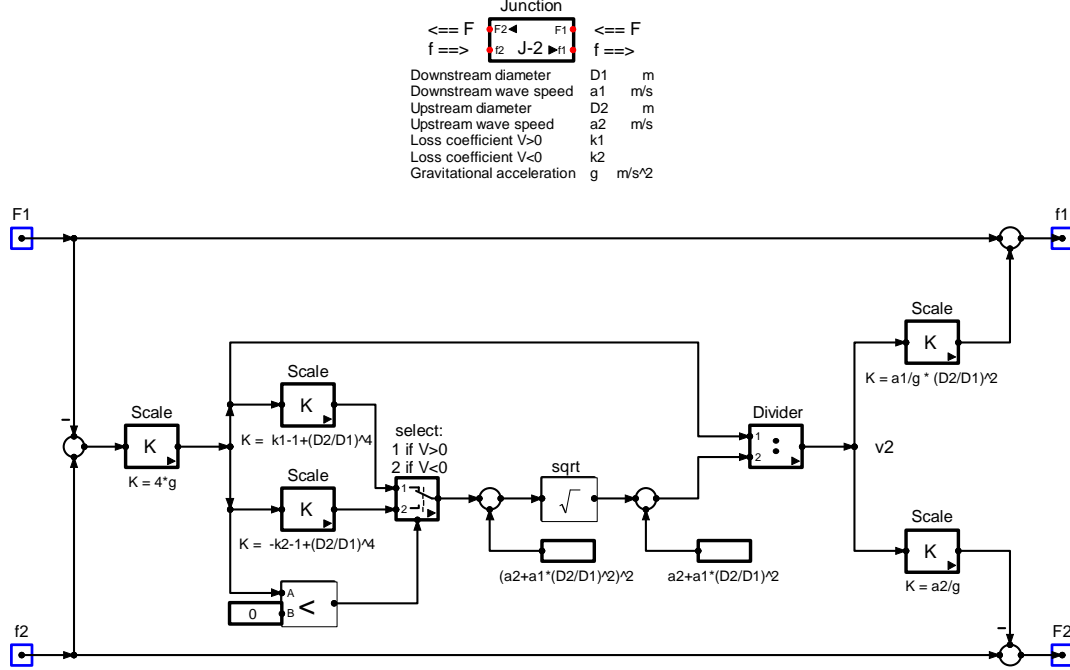 Junction
<== F F2◄ F1 <== F
f ==> f2 J-2 ►f1 f ==>
Downstream diameter D1 m
Downstream wave speed a1 m/s
Upstream diameter D2 m
Upstream wave speed a2 m/s
Loss coefficient V>0 k1
Loss coefficient V<0 k2
Gravitational acceleration g m/s^2
F1
f1
Scale
K
K = a1/g * (D2/D1)^2
Scale
K
K = k1-1+(D2/D1)^4
–
Scale
K
K = 4*g
select:
1 if V>0
2 if V<0
1
2
Divider
1
2
:
v2
Scale
K
K = -k2-1+(D2/D1)^4
sqrt
√
(a2+a1*(D2/D1)^2)^2
a2+a1*(D2/D1)^2
Scale
K
K = a2/g
A
B
<
0
–
f2
F2